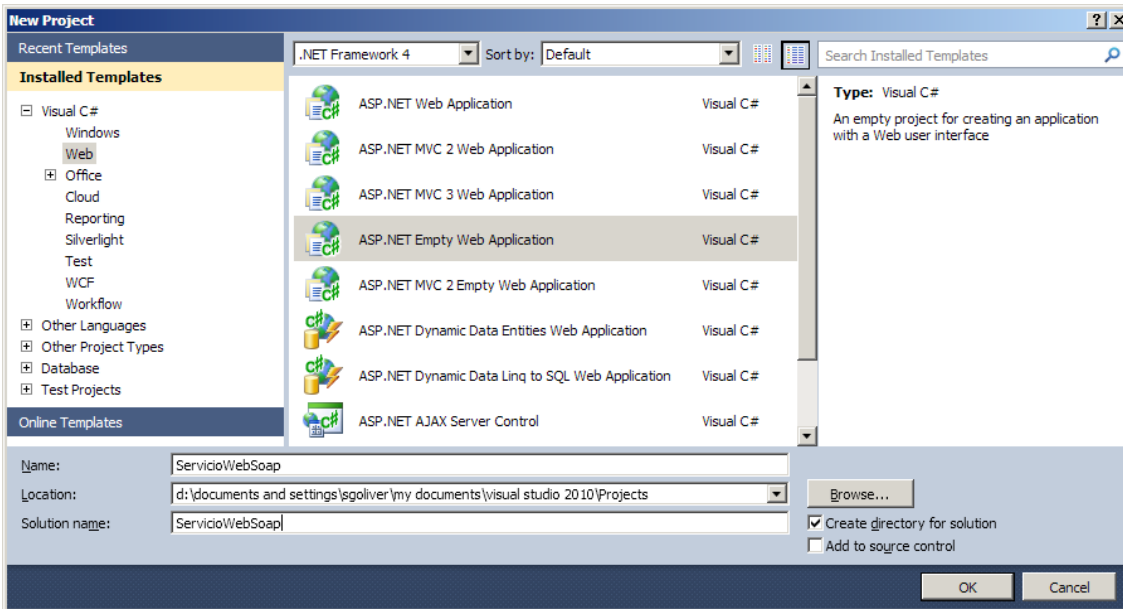 New Project
Recent Templates
.NET Framework 4 Sort by: Default Search Installed Templates
Installed Templates
Visual C#
Windows
Web
Office
Cloud
Reporting
Silverlight
Test
WCF
Workflow
Other Languages
Other Project Types
Database
Test Projects
Online Templates
ASP.NET Web Application Visual C#
ASP.NET MVC 2 Web Application Visual C#
ASP.NET MVC 3 Web Application Visual C#
ASP.NET Empty Web Application Visual C#
ASP.NET MVC 2 Empty Web Application Visual C#
ASP.NET Dynamic Data Entities Web Application Visual C#
ASP.NET Dynamic Data Linq to SQL Web Application Visual C#
ASP.NET AJAX Server Control Visual C#
Type: Visual C#
An empty project for creating an application
with a Web user interface
Name: ServicioWebSoap
Location: d:\documents and settings\sgoliver\my documents\visual studio 2010\Projects Browse...
Solution name: ServicioWebSoap
Create directory for solution
Add to source control
OK Cancel